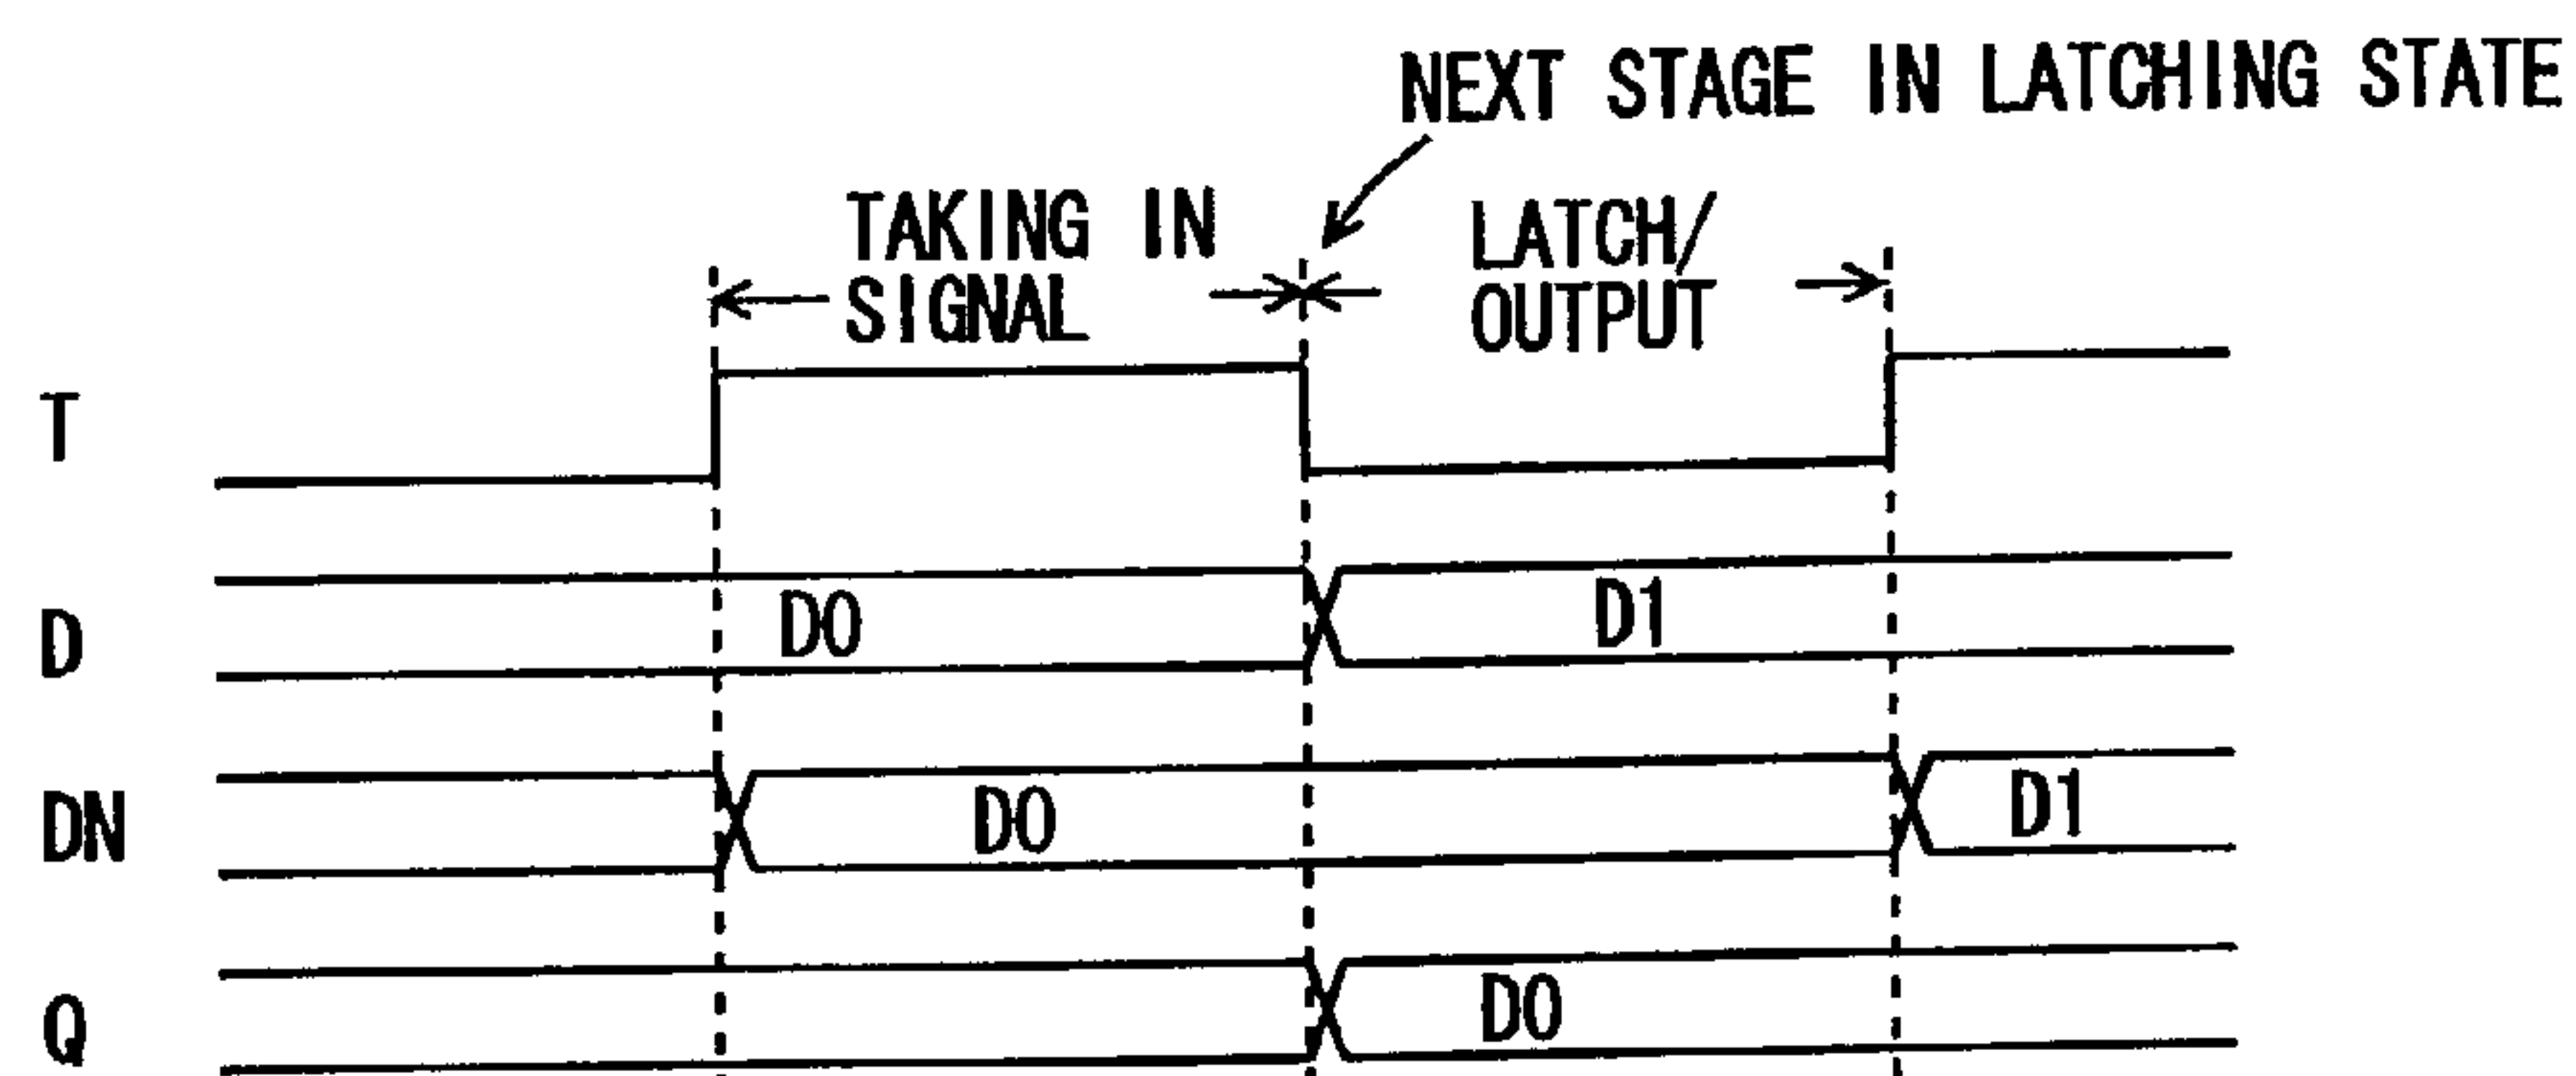 NEXT STAGE IN LATCHING STATE
TAKING IN
SIGNAL
LATCH/
OUTPUT
T
D
D0
D1
DN
D0
D1
Q
D0